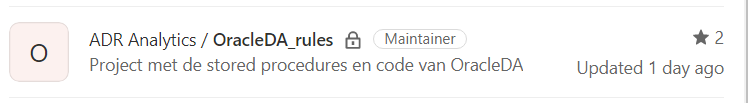 O
ADR Analytics / OracleDA_rules Maintainer
Project met de stored procedures en code van OracleDA
2
Updated 1 day ago